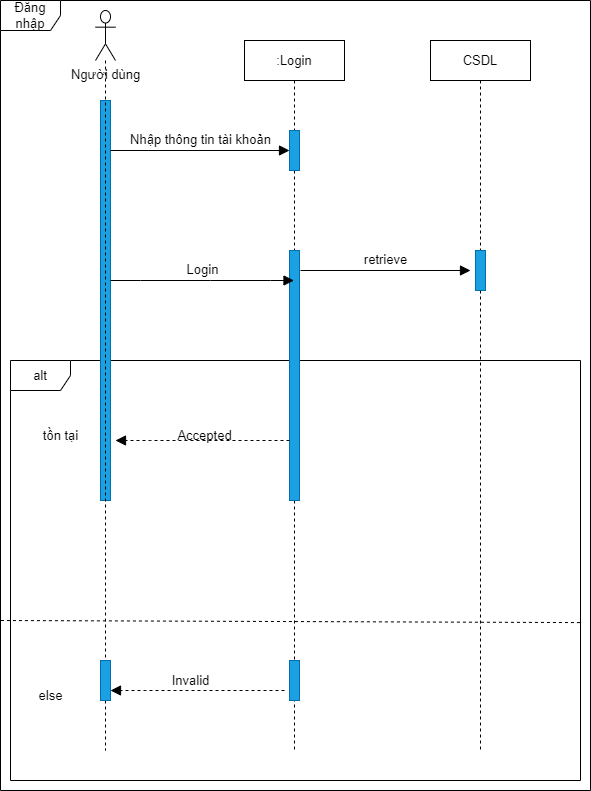 Đăng
nhập
Người dùng
:Login
CSDL
Nhập thông tin tài khoản
retrieve
Login
alt
tồn tại
Accepted
Invalid
else